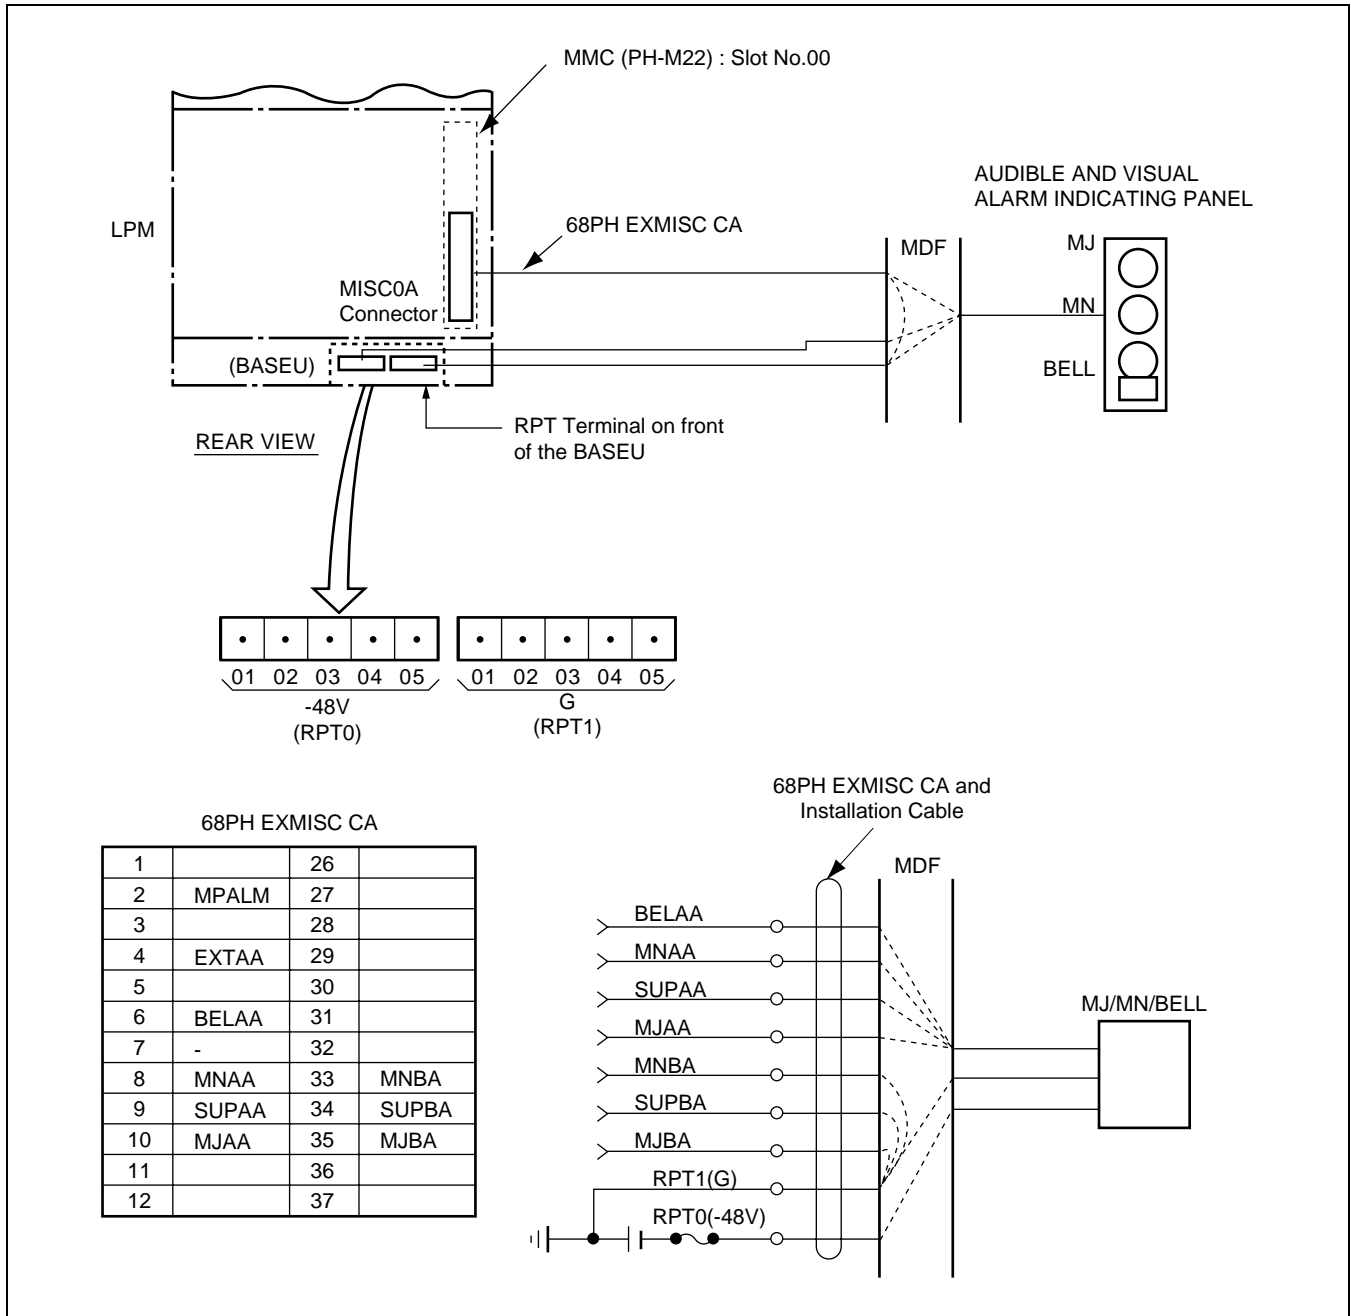 MMC (PH-M22) : Slot No.00
AUDIBLE AND VISUAL
ALARM INDICATING PANEL
LPM
68PH EXMISC CA
MDF
MJ
MISC0A
Connector
MN
(BASEU)
BELL
RPT Terminal on front
of the BASEU
REAR VIEW
01 02 03 04 05 01 02 03 04 05
-48V G
(RPT0) (RPT1)
68PH EXMISC CA
1 26
2 MPALM 27
3 28
4 EXTAA 29
5 30
6 BELAA 31
7 - 32
8 MNAA 33 MNBA
9 SUPAA 34 SUPBA
10 MJAA 35 MJBA
11 36
12 37
68PH EXMISC CA and
Installation Cable
MDF
BELAA
MNAA
SUPAA
MJAA
MNBA
SUPBA
MJBA
RPT1(G)
RPT0(-48V)
MJ/MN/BELL